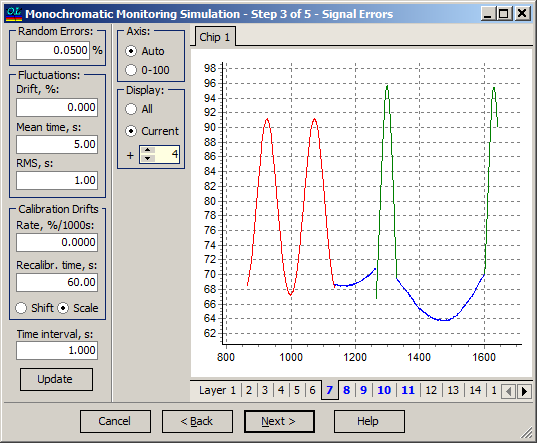 OL Monochromatic Monitoring Simulation - Step 3 of 5 - Signal Errors
Random Errors:
0.0500 %
Fluctuations:
Drift, %:
0.000
Mean time, s:
5.00
RMS, s:
1.00
Calibration Drifts
Rate, %/1000s:
0.0000
Recalibr. time, s:
60.00
Shift Scale
Time interval, s:
1.000
Update
Axis:
Auto
0-100
Display:
All
Current
+ 4
Chip 1
98
96
94
92
90
88
86
84
82
80
78
76
74
72
70
68
66
64
62
800 1000 1200 1400 1600
Layer 1 2 3 4 5 6 7 8 9 10 11 12 13 14 1
Cancel < Back Next > Help